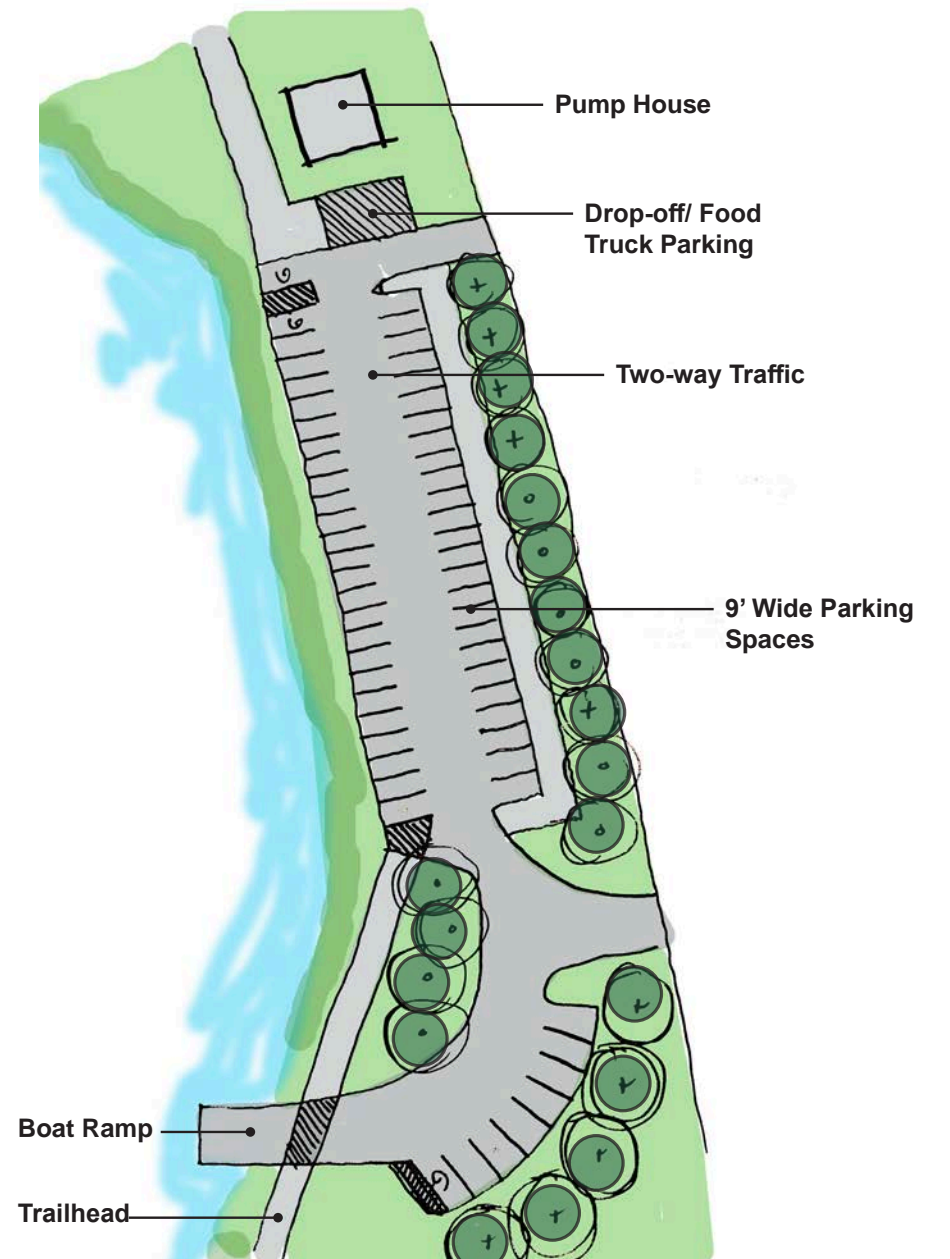 Pump House
Drop-off/ Food
Truck Parking
Two-way Traffic
9’ Wide Parking
Spaces
Boat Ramp
Trailhead